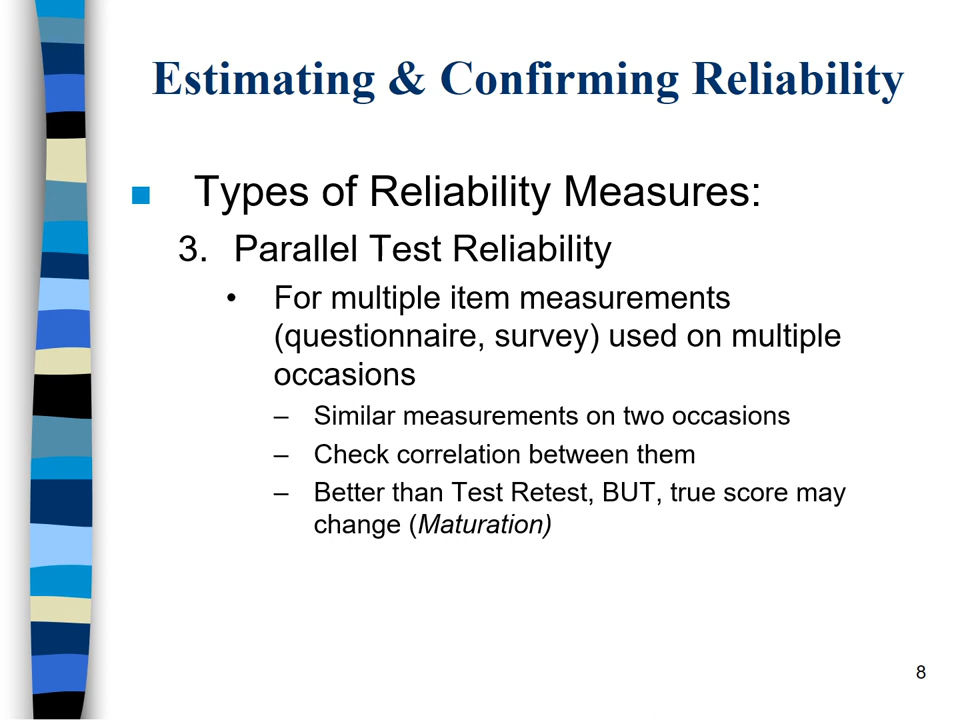 Estimating & Confirming Reliability
■ Types of Reliability Measures:
3. Parallel Test Reliability
• For multiple item measurements
(questionnaire, survey) used on multiple
occasions
– Similar measurements on two occasions
– Check correlation between them
– Better than Test Retest, BUT, true score may
change (Maturation)
8